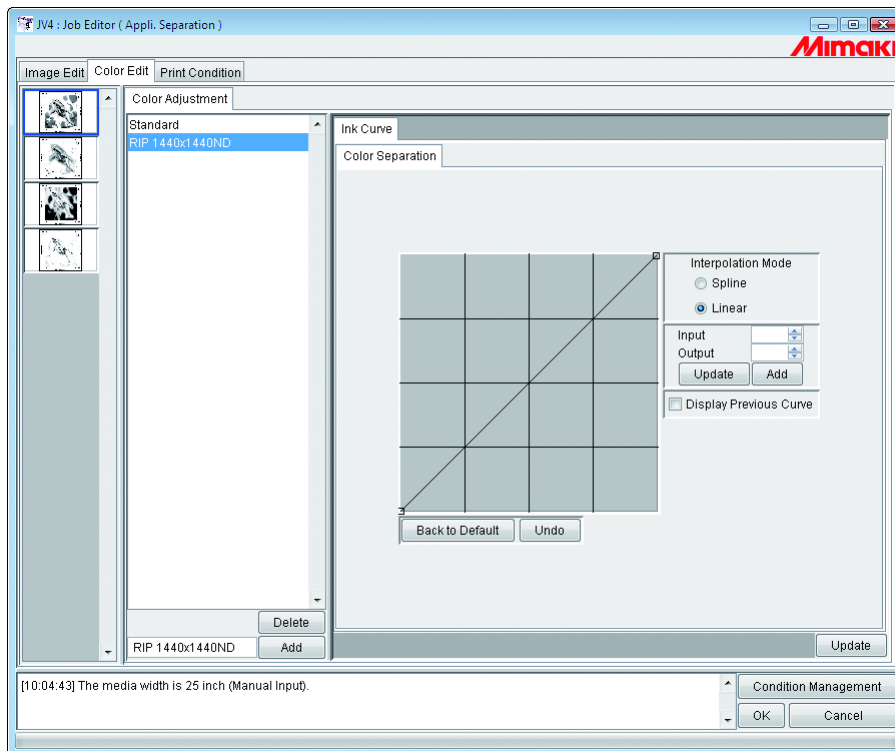 JV4 : Job Editor ( Appli. Separation )
Mimaki
Image Edit Color Edit Print Condition
Color Adjustment
Standard
RIP 1440x1440ND
Ink Curve
Color Separation
Interpolation Mode
Spline
Linear
Input
Output
Update Add
Display Previous Curve
Back to Default Undo
Delete
RIP 1440x1440ND Add
Update
[10:04:43] The media width is 25 inch (Manual Input).
Condition Management
OK Cancel